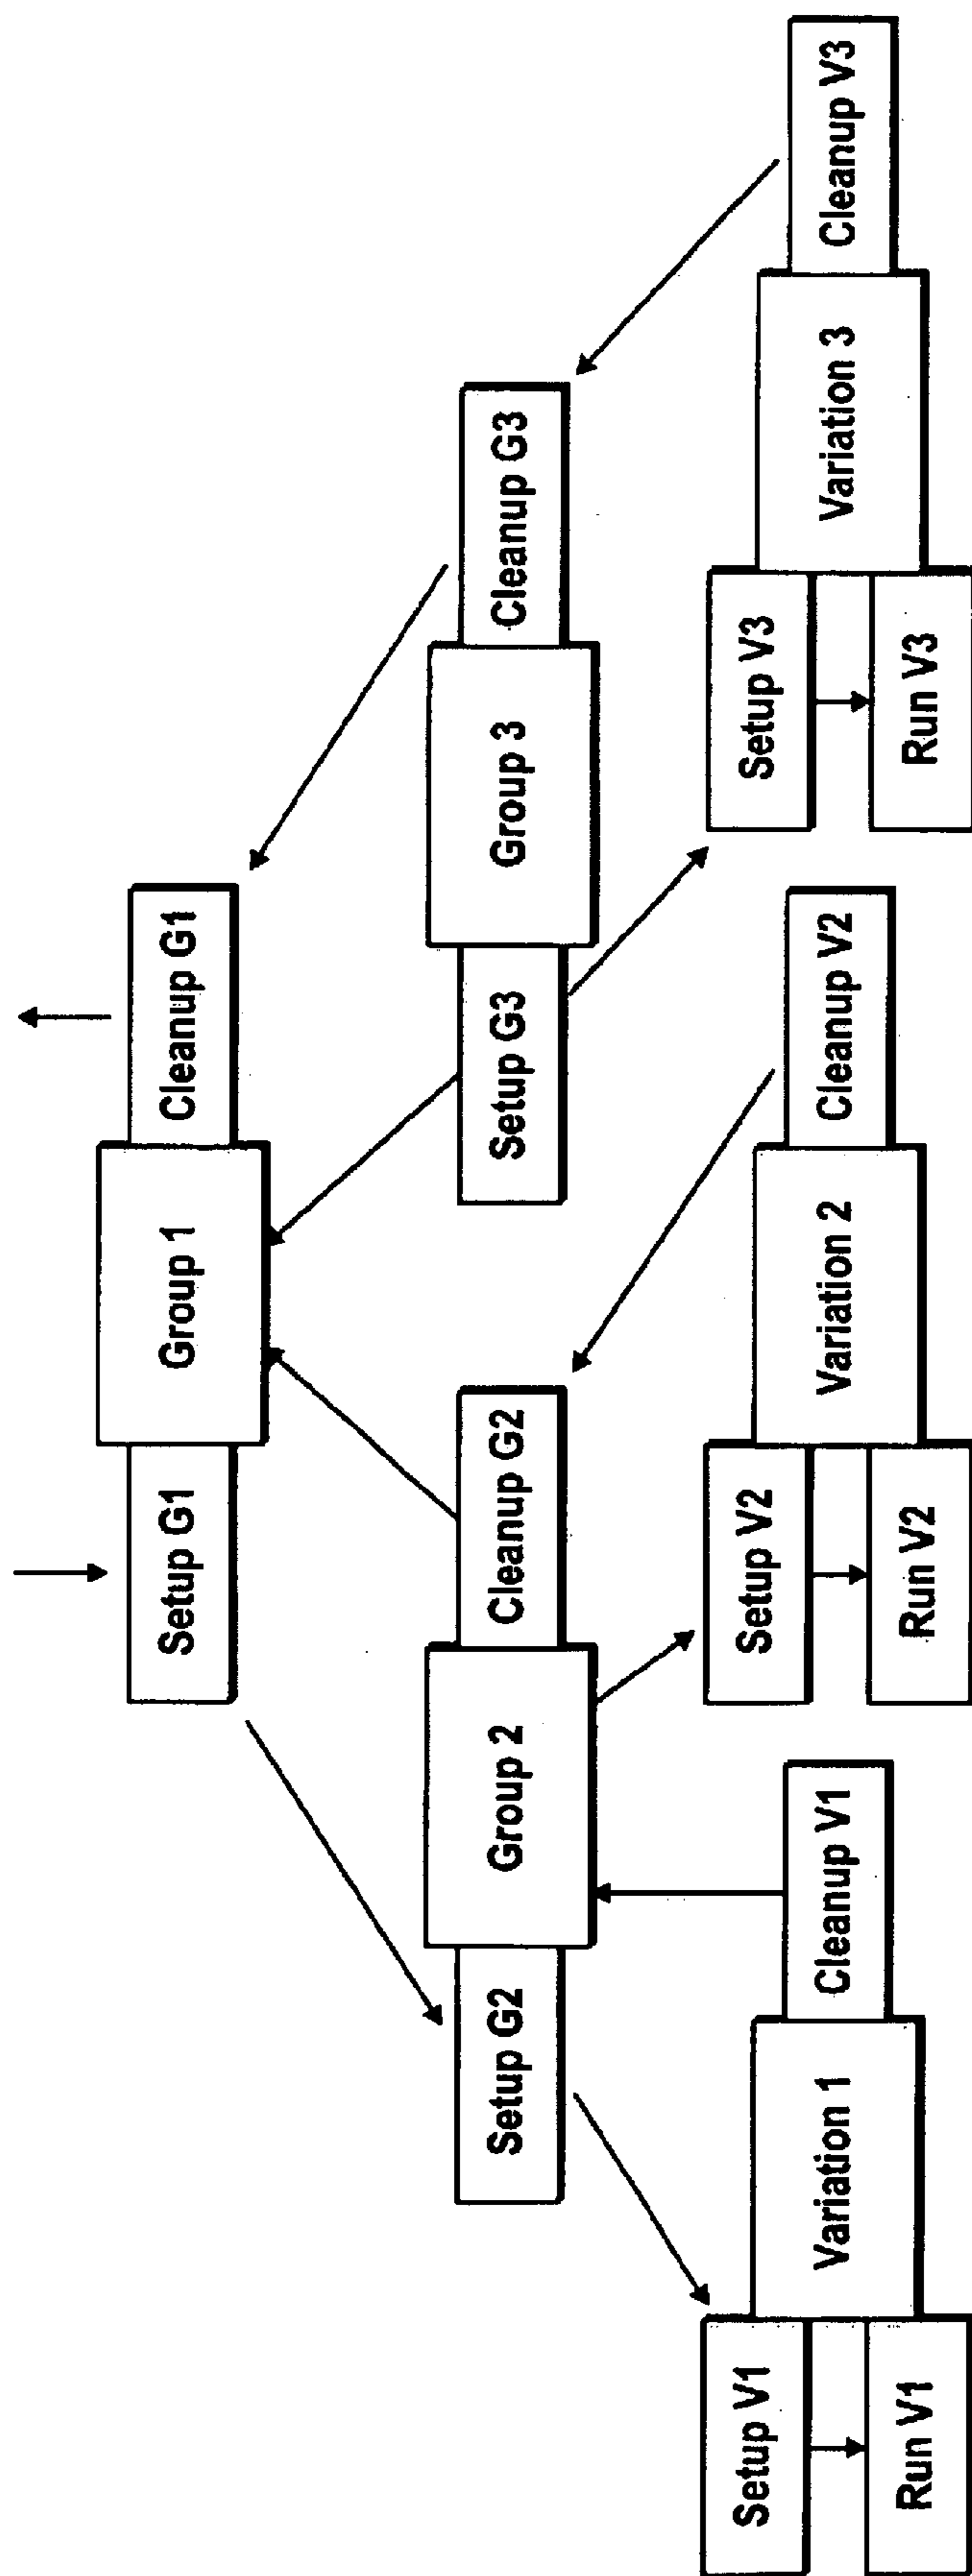 Setup G1
Group 1
Cleanup G1
Setup G2
Group 2
Cleanup G2
Setup G3
Group 3
Cleanup G3
Setup V1
Run V1
Variation 1
Cleanup V1
Setup V2
Run V2
Variation 2
Cleanup V2
Setup V3
Run V3
Variation 3
Cleanup V3